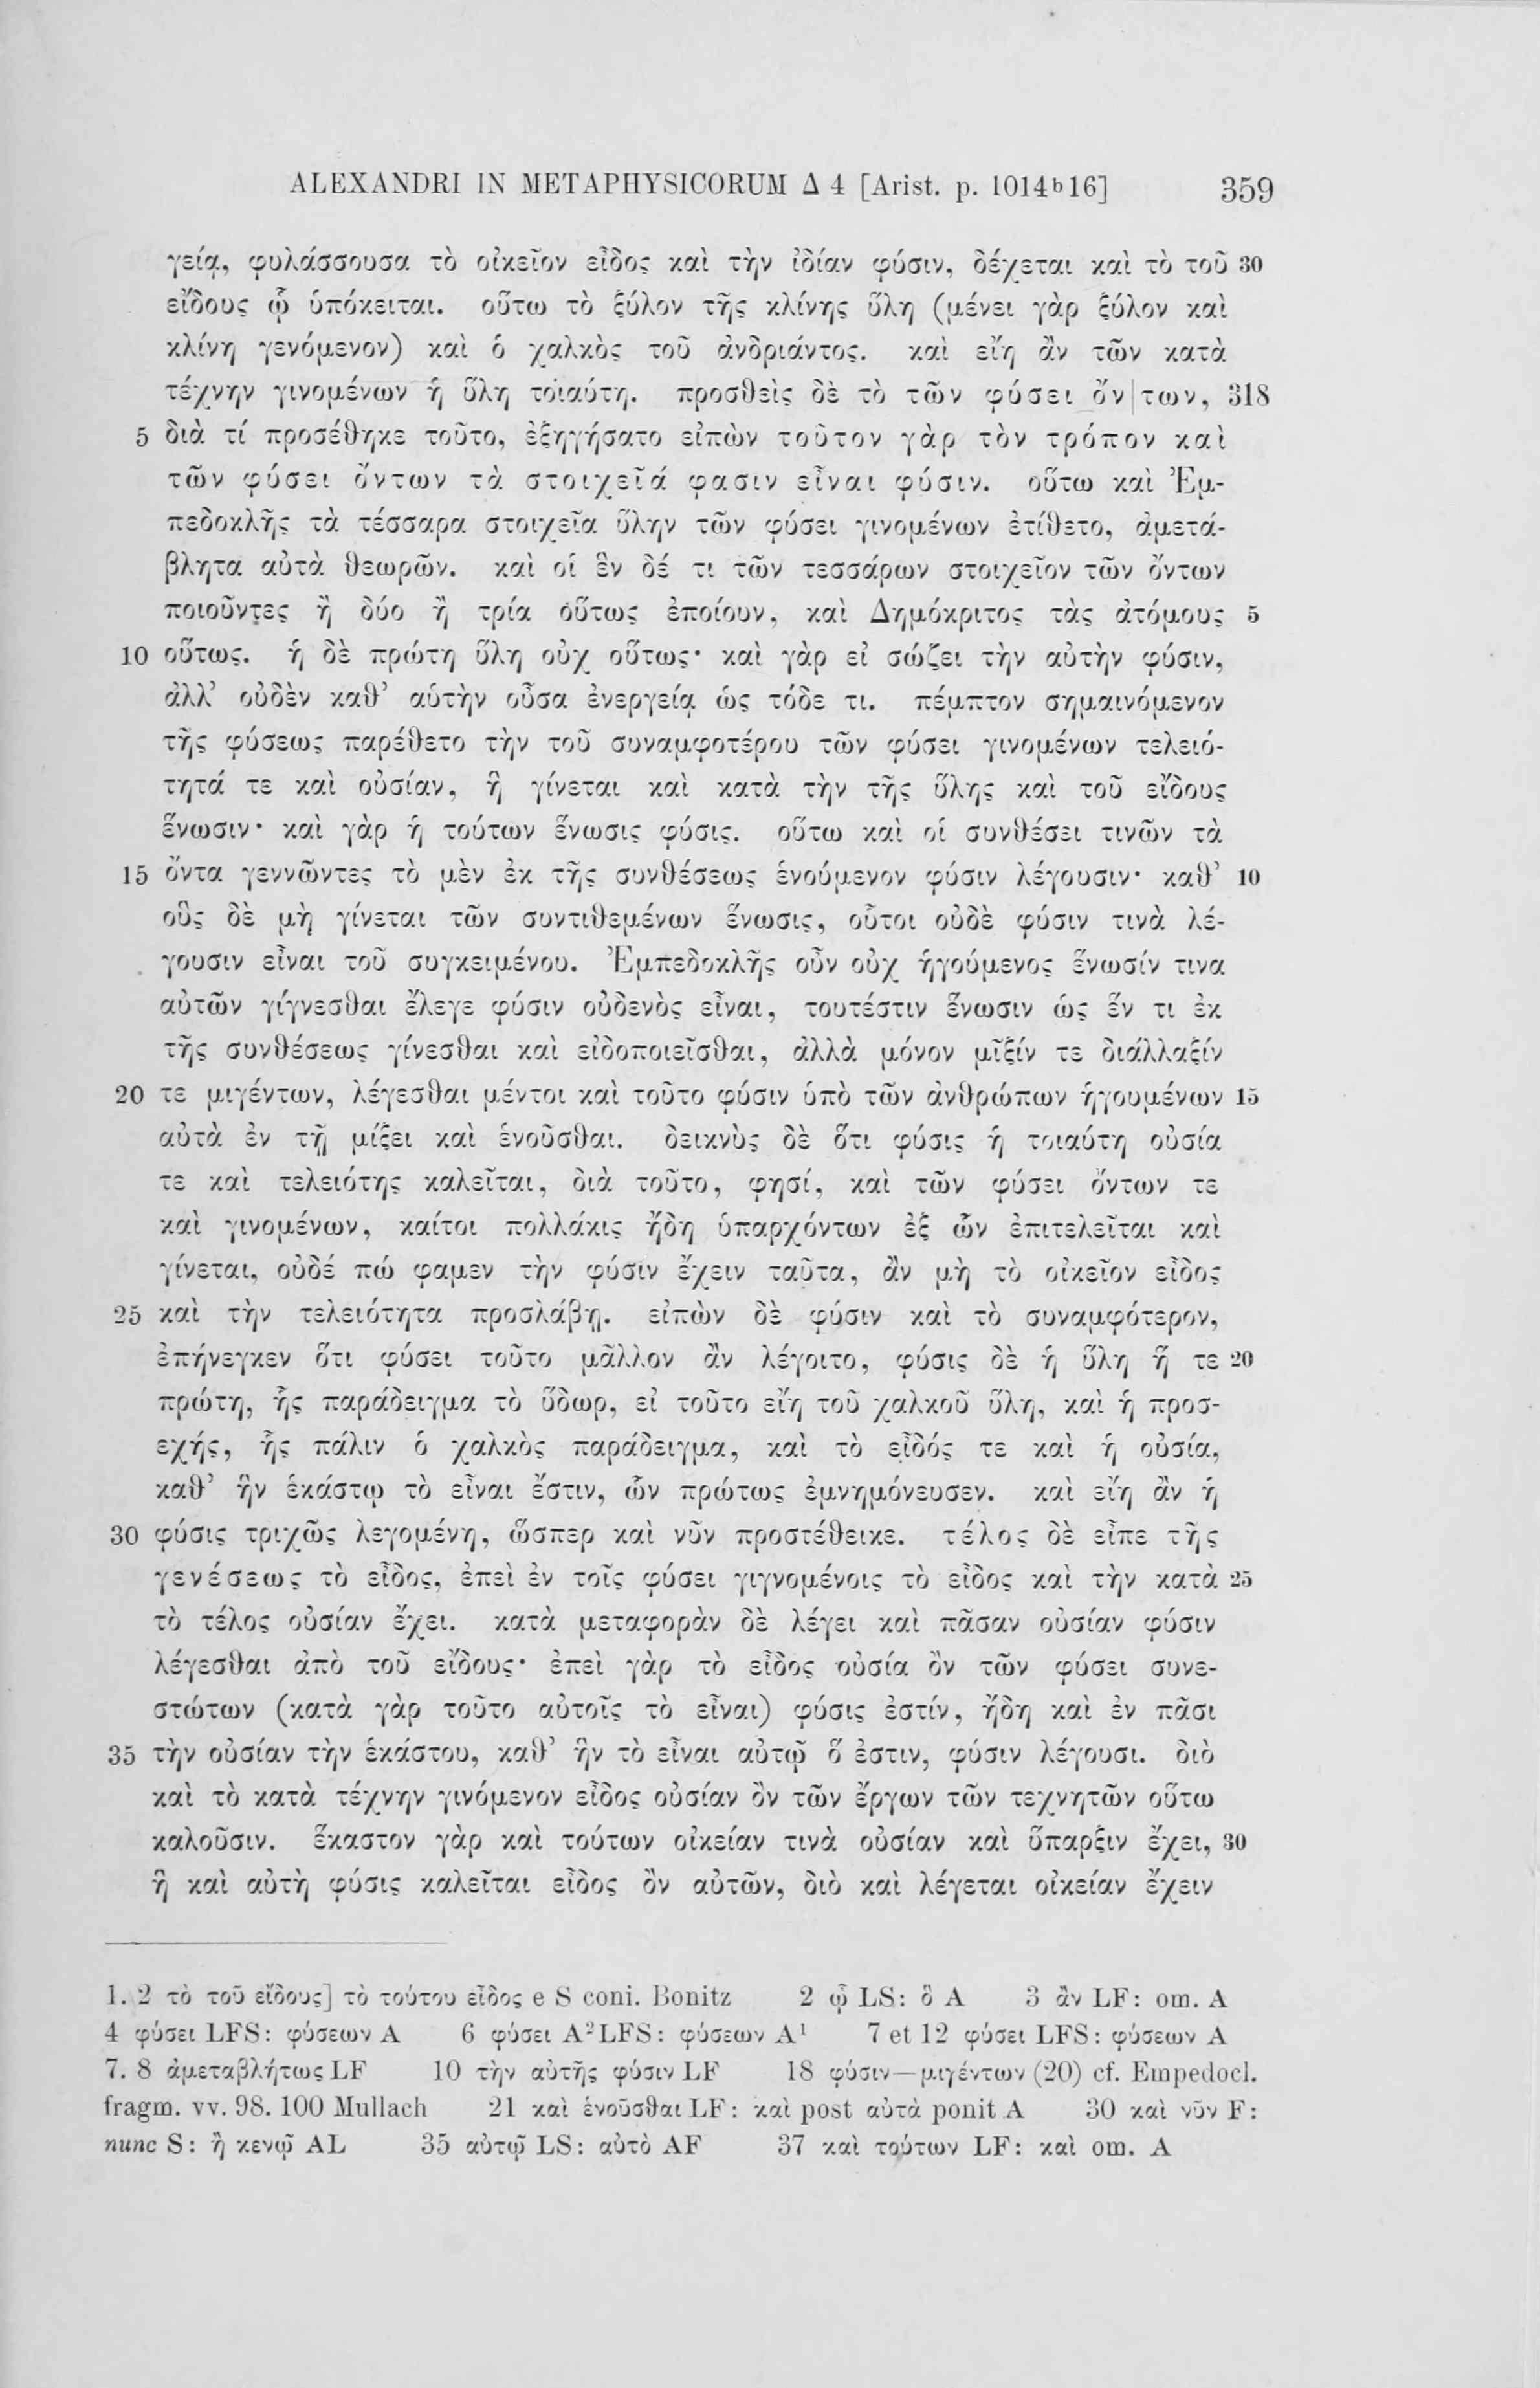 ALEXANDRI IN METAPHYSICORUM Δ 4 [Arist. p. 1014b16] 359
γείᾳ, φυλάσσουσα τὸ οἰκεῖον εἶδος καὶ τὴν ἰδίαν φύσιν, δέχεται καὶ τὸ τοῦ 30
εἴδους ᾧ ὑπόκειται. οὕτω τὸ ξύλον τῆς κλίνης ὕλη (μένει γὰρ ξύλον καὶ
κλίνη γενόμενον) καὶ ὁ χαλκὸς τοῦ ἀνδριάντος. καὶ εἴη ἂν τῶν κατὰ
τέχνην γινομένων ἡ ὕλη τοιαύτη. προσθεὶς δὲ τὸ τῶν φύσει ὄν|των, 318
5 διὰ τί προσέθηκε τοῦτο, ἐξηγήσατο εἰπὼν τοῦτον γὰρ τὸν τρόπον καὶ
τῶν φύσει ὄντων τὰ στοιχεῖά φασιν εἶναι φύσιν. οὕτω καὶ Ἐμ-
πεδοκλῆς τὰ τέσσαρα στοιχεῖα ὕλην τῶν φύσει γινομένων ἐτίθετο, ἀμετά-
βλητα αὐτὰ θεωρῶν. καὶ οἱ ἓν δέ τι τῶν τεσσάρων στοιχεῖον τῶν ὄντων
ποιοῦντες ἢ δύο ἢ τρία οὕτως ἐποίουν, καὶ Δημόκριτος τὰς ἀτόμους 5
10 οὕτως. ἡ δὲ πρώτη ὕλη οὐχ οὕτως· καὶ γὰρ εἰ σώζει τὴν αὐτὴν φύσιν,
ἀλλ’ οὐδὲν καθ’ αὑτὴν οὖσα ἐνεργείᾳ ὡς τόδε τι. πέμπτον σημαινόμενον
τῆς φύσεως παρέθετο τὴν τοῦ συναμφοτέρου τῶν φύσει γινομένων τελειό-
τητά τε καὶ οὐσίαν, ἣ γίνεται καὶ κατὰ τὴν τῆς ὕλης καὶ τοῦ εἴδους
ἕνωσιν· καὶ γὰρ ἡ τούτων ἕνωσις φύσις. οὕτω καὶ οἱ συνθέσει τινῶν τὰ
15 ὄντα γεννῶντες τὸ μὲν ἐκ τῆς συνθέσεως ἑνούμενον φύσιν λέγουσιν· καθ’ 10
οὓς δὲ μὴ γίνεται τῶν συντιθεμένων ἕνωσις, οὗτοι οὐδὲ φύσιν τινὰ λέ-
γουσιν εἶναι τοῦ συγκειμένου. Ἐμπεδοκλῆς οὖν οὐχ ἡγούμενος ἕνωσίν τινα
αὐτῶν γίγνεσθαι ἔλεγε φύσιν οὐδενὸς εἶναι, τουτέστιν ἕνωσιν ὡς ἕν τι ἐκ
τῆς συνθέσεως γίνεσθαι καὶ εἰδοποιεῖσθαι, ἀλλὰ μόνον μῖξίν τε διάλλαξίν
20 τε μιγέντων, λέγεσθαι μέντοι καὶ τοῦτο φύσιν ὑπὸ τῶν ἀνθρώπων ἡγουμένων 15
αὐτὰ ἐν τῇ μίξει καὶ ἑνοῦσθαι. δεικνὺς δὲ ὅτι φύσις ἡ τοιαύτη οὐσία
τε καὶ τελειότης καλεῖται, διὰ τοῦτο, φησί, καὶ τῶν φύσει ὄντων τε
καὶ γινομένων, καίτοι πολλάκις ἤδη ὑπαρχόντων ἐξ ὧν ἐπιτελεῖται καὶ
γίνεται, οὐδέ πώ φαμεν τὴν φύσιν ἔχειν ταῦτα, ἂν μὴ τὸ οἰκεῖον εἶδος
25 καὶ τὴν τελειότητα προσλάβῃ. εἰπὼν δὲ φύσιν καὶ τὸ συναμφότερον,
ἐπήνεγκεν ὅτι φύσει τοῦτο μᾶλλον ἂν λέγοιτο, φύσις δὲ ἡ ὕλη ἥ τε 20
πρώτη, ἧς παράδειγμα τὸ ὕδωρ, εἰ τοῦτο εἴη τοῦ χαλκοῦ ὕλη, καὶ ἡ προσ-
εχής, ἧς πάλιν ὁ χαλκὸς παράδειγμα, καὶ τὸ εἶδός τε καὶ ἡ οὐσία,
καθ’ ἣν ἑκάστῳ τὸ εἶναι ἔστιν, ὧν πρώτως ἐμνημόνευσεν. καὶ εἴη ἂν ἡ
30 φύσις τριχῶς λεγομένη, ὥσπερ καὶ νῦν προστέθεικε. τέλος δὲ εἶπε τῆς
γενέσεως τὸ εἶδος, ἐπεὶ ἐν τοῖς φύσει γιγνομένοις τὸ εἶδος καὶ τὴν κατὰ 25
τὸ τέλος οὐσίαν ἔχει. κατὰ μεταφορὰν δὲ λέγει καὶ πᾶσαν οὐσίαν φύσιν
λέγεσθαι ἀπὸ τοῦ εἴδους· ἐπεὶ γὰρ τὸ εἶδος οὐσία ὂν τῶν φύσει συνε-
στώτων (κατὰ γὰρ τοῦτο αὐτοῖς τὸ εἶναι) φύσις ἐστίν, ἤδη καὶ ἐν πᾶσι
35 τὴν οὐσίαν τὴν ἑκάστου, καθ’ ἣν τὸ εἶναι αὐτῷ ὅ ἐστιν, φύσιν λέγουσι. διὸ
καὶ τὸ κατὰ τέχνην γινόμενον εἶδος οὐσίαν ὂν τῶν ἔργων τῶν τεχνητῶν οὕτω
καλοῦσιν. ἕκαστον γὰρ καὶ τούτων οἰκείαν τινὰ οὐσίαν καὶ ὕπαρξιν ἔχει, 30
ἣ καὶ αὐτὴ φύσις καλεῖται εἶδος ὂν αὐτῶν, διὸ καὶ λέγεται οἰκείαν ἔχειν
1. 2 τὸ τοῦ εἴδους] τὸ τούτου εἶδος e S coni. Bonitz 2 ᾧ LS: ὃ A 3 ἂν LF: om. A
4 φύσει LFS: φύσεων A 6 φύσει A²LFS: φύσεων A¹ 7 et 12 φύσει LFS: φύσεων A
7. 8 ἀμεταβλήτως LF 10 τὴν αὐτῆς φύσιν LF 18 φύσιν—μιγέντων (20) cf. Empedocl.
fragm. vv. 98. 100 Mullach 21 καὶ ἑνοῦσθαι LF: καὶ post αὐτὰ ponit A 30 καὶ νῦν F:
nunc S: ἢ κενῷ AL 35 αὐτῷ LS: αὐτὸ AF 37 καὶ τούτων LF: καὶ om. A